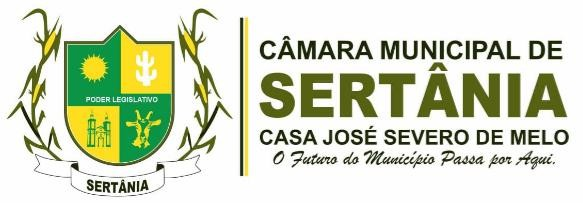 PODER LEGISLATIVO
SERTÂNIA
CÂMARA MUNICIPAL DE
SERTÂNIA
CASA JOSÉ SEVERO DE MELO
O Futuro do Município Passa por Aqui.